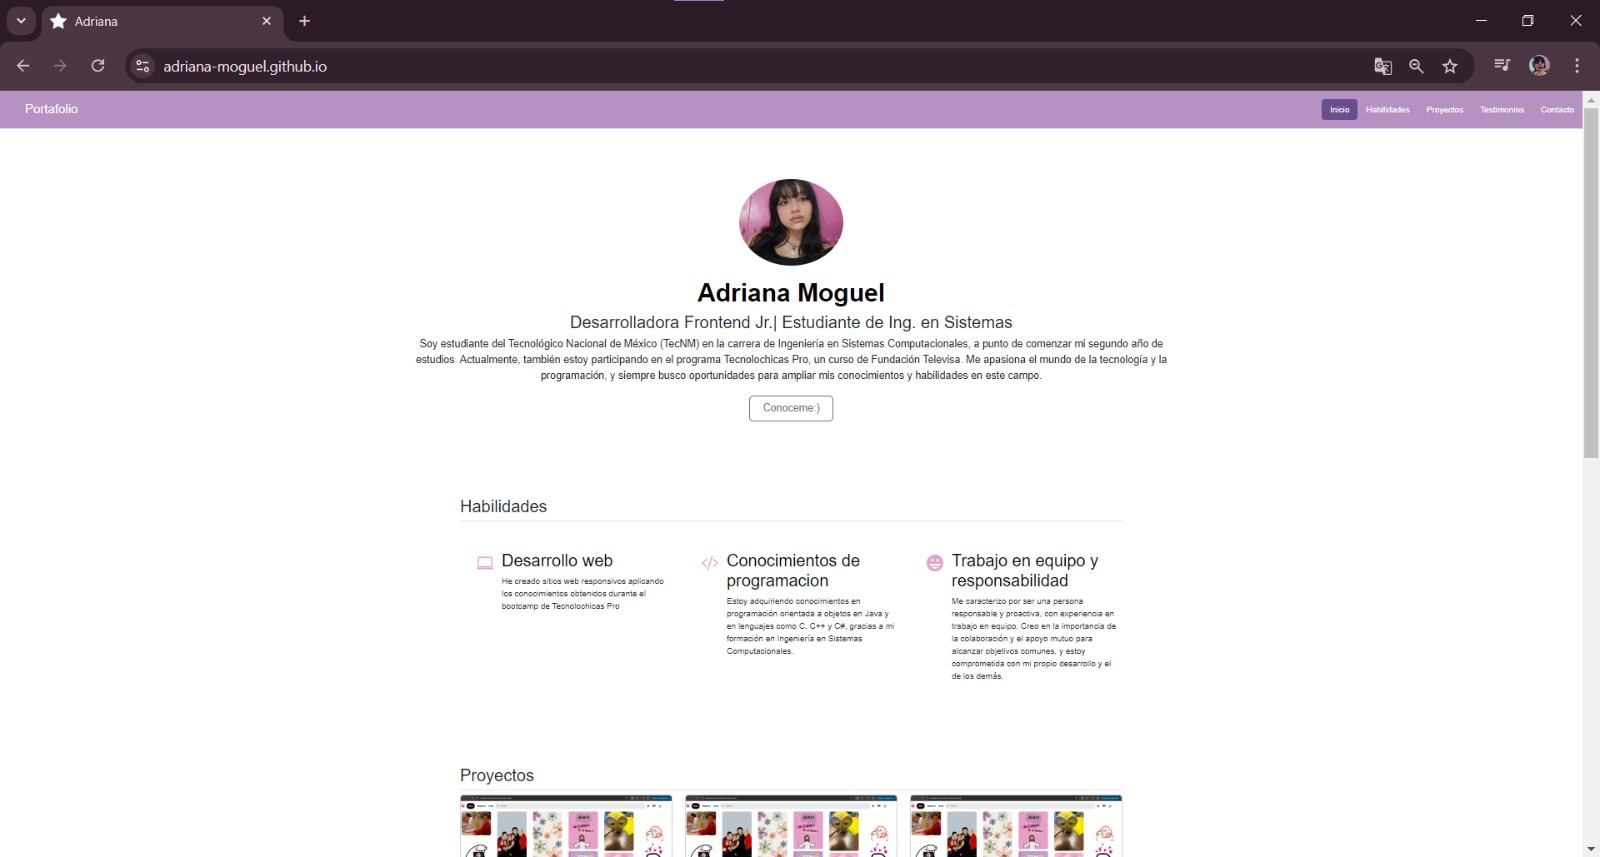 Adriana
adriana-moguel.github.io
Portafolio
Inicio Habilidades Proyectos Testimonios Contacto
Adriana Moguel
Desarrolladora Frontend Jr.| Estudiante de Ing. en Sistemas
Soy estudiante del Tecnológico Nacional de México (TecNM) en la carrera de Ingeniería en Sistemas Computacionales, a punto de comenzar mi segundo año de
estudios. Actualmente, también estoy participando en el programa Tecnolochicas Pro, un curso de Fundación Televisa. Me apasiona el mundo de la tecnología y la
programación, y siempre busco oportunidades para ampliar mis conocimientos y habilidades en este campo.
Conoceme:)
Habilidades
Desarrollo web
He creado sitios web responsivos aplicando
los conocimientos obtenidos durante el
bootcamp de Tecnolochicas Pro
Conocimientos de
programacion
Estoy adquiriendo conocimientos en
programación orientada a objetos en Java y
en lenguajes como C, C++ y C#, gracias a mi
formación en Ingeniería en Sistemas
Computacionales.
Trabajo en equipo y
responsabilidad
Me caracterizo por ser una persona
responsable y proactiva, con experiencia en
trabajo en equipo. Creo en la importancia de
la colaboración y el apoyo mutuo para
alcanzar objetivos comunes, y estoy
comprometida con mi propio desarrollo y el
de los demás.
Proyectos